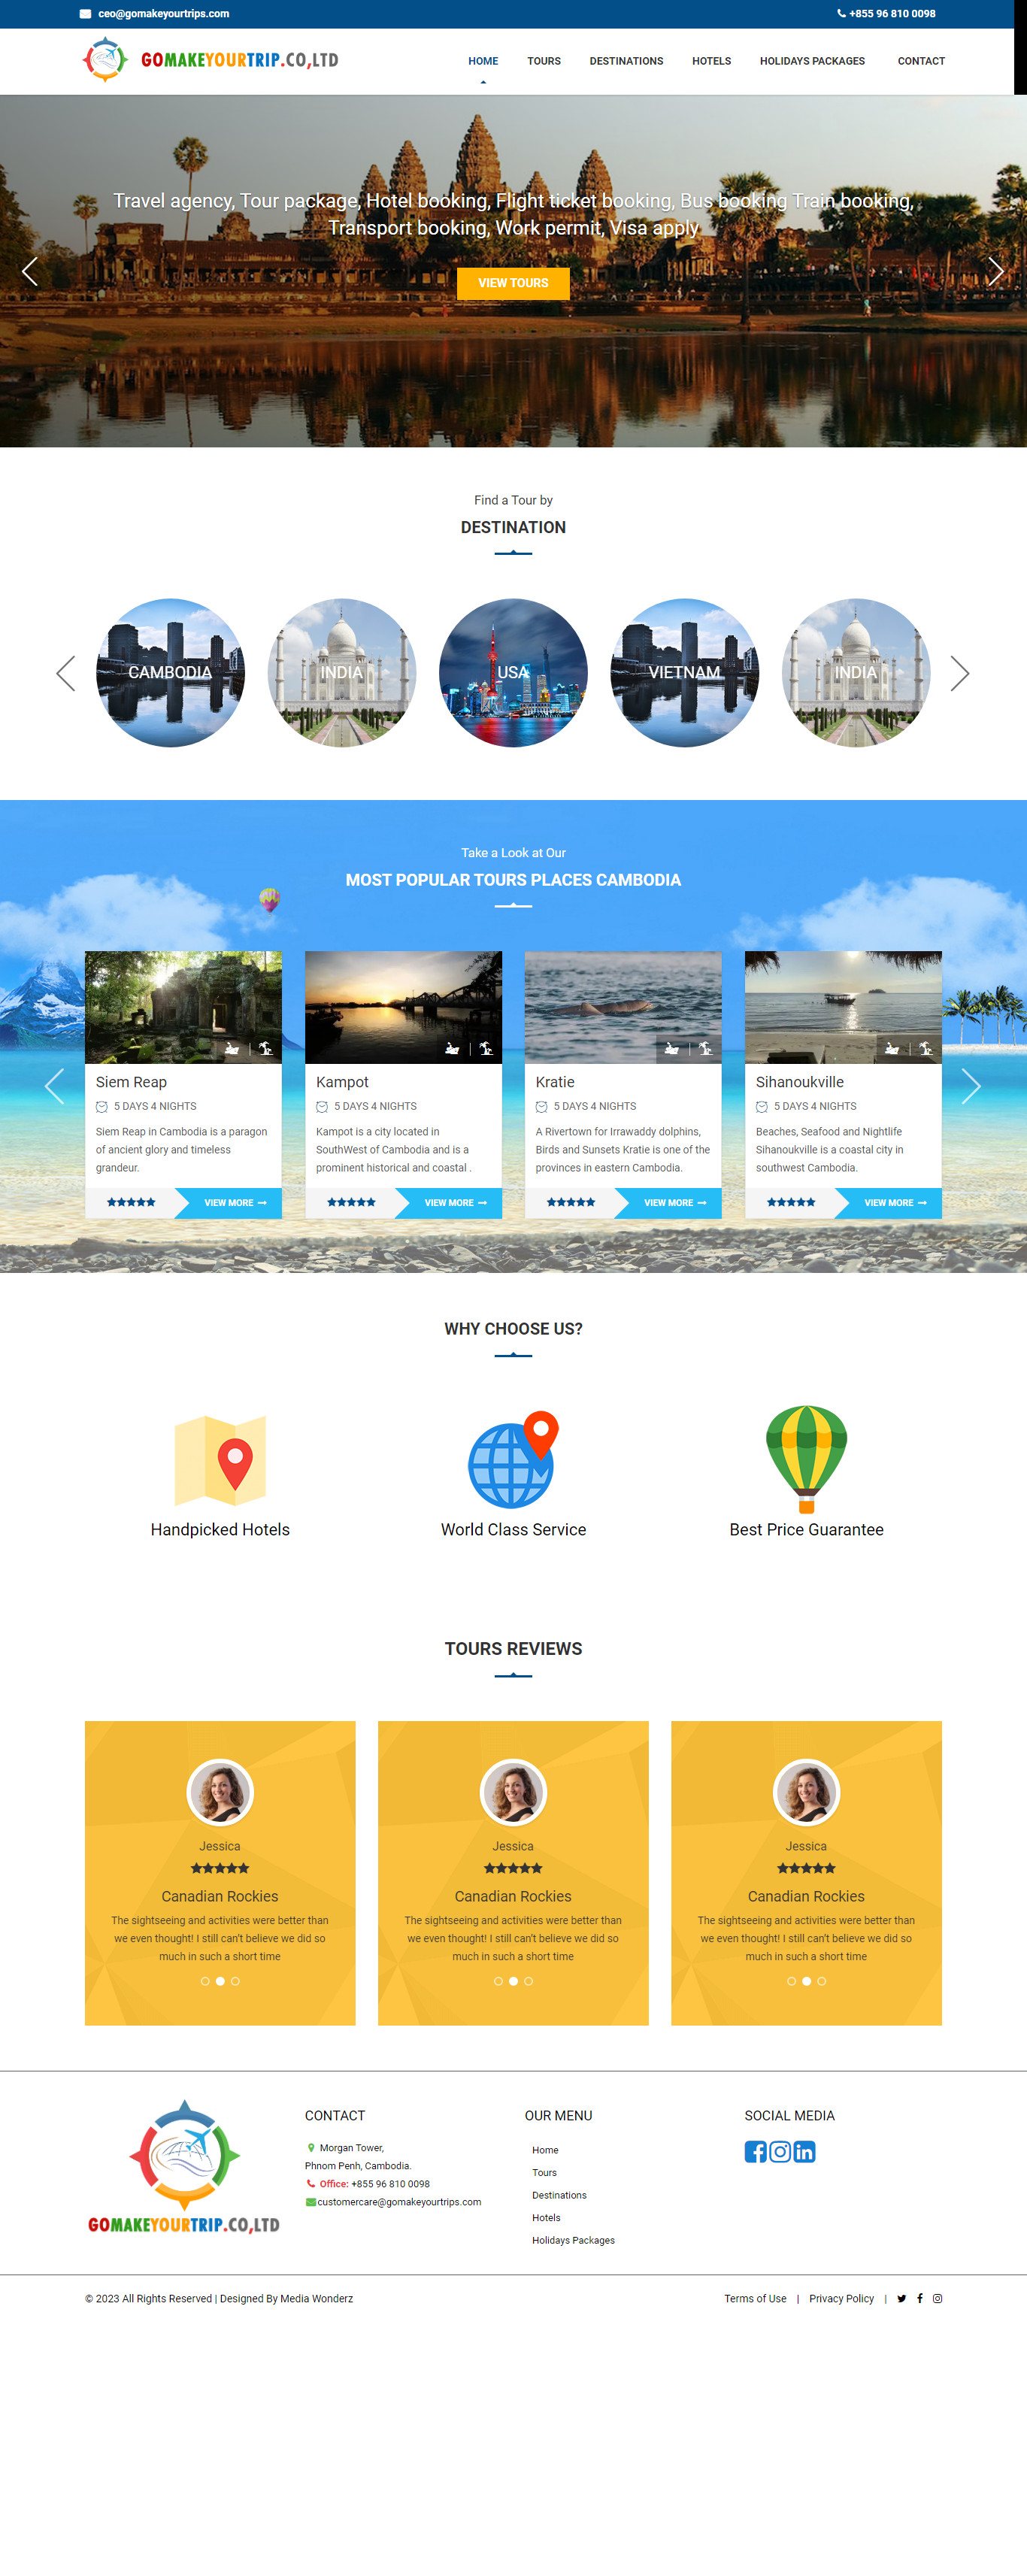 ceo@gomakeyourtrips.com
+855 96 810 0098
GOMAKEYOURTRIP.CO,LTD
HOME
TOURS
DESTINATIONS
HOTELS
HOLIDAYS PACKAGES
CONTACT
Travel agency, Tour package, Hotel booking, Flight ticket booking, Bus booking Train booking,
Transport booking, Work permit, Visa apply
VIEW TOURS
Find a Tour by
DESTINATION
CAMBODIA
INDIA
USA
VIETNAM
INDIA
Take a Look at Our
MOST POPULAR TOURS PLACES CAMBODIA
Siem Reap
5 DAYS 4 NIGHTS
Siem Reap in Cambodia is a paragon
of ancient glory and timeless
grandeur.
VIEW MORE
Kampot
5 DAYS 4 NIGHTS
Kampot is a city located in
SouthWest of Cambodia and is a
prominent historical and coastal .
VIEW MORE
Kratie
5 DAYS 4 NIGHTS
A Rivertown for Irrawaddy dolphins,
Birds and Sunsets Kratie is one of the
provinces in eastern Cambodia.
VIEW MORE
Sihanoukville
5 DAYS 4 NIGHTS
Beaches, Seafood and Nightlife
Sihanoukville is a coastal city in
southwest Cambodia.
VIEW MORE
WHY CHOOSE US?
Handpicked Hotels
World Class Service
Best Price Guarantee
TOURS REVIEWS
Jessica
Canadian Rockies
The sightseeing and activities were better than
we even thought! I still can't believe we did so
much in such a short time
Jessica
Canadian Rockies
The sightseeing and activities were better than
we even thought! I still can't believe we did so
much in such a short time
Jessica
Canadian Rockies
The sightseeing and activities were better than
we even thought! I still can't believe we did so
much in such a short time
GOMAKEYOURTRIP.CO,LTD
CONTACT
Morgan Tower,
Phnom Penh, Cambodia.
Office: +855 96 810 0098
customercare@gomakeyourtrips.com
OUR MENU
Home
Tours
Destinations
Hotels
Holidays Packages
SOCIAL MEDIA
© 2023 All Rights Reserved | Designed By Media Wonderz
Terms of Use | Privacy Policy |